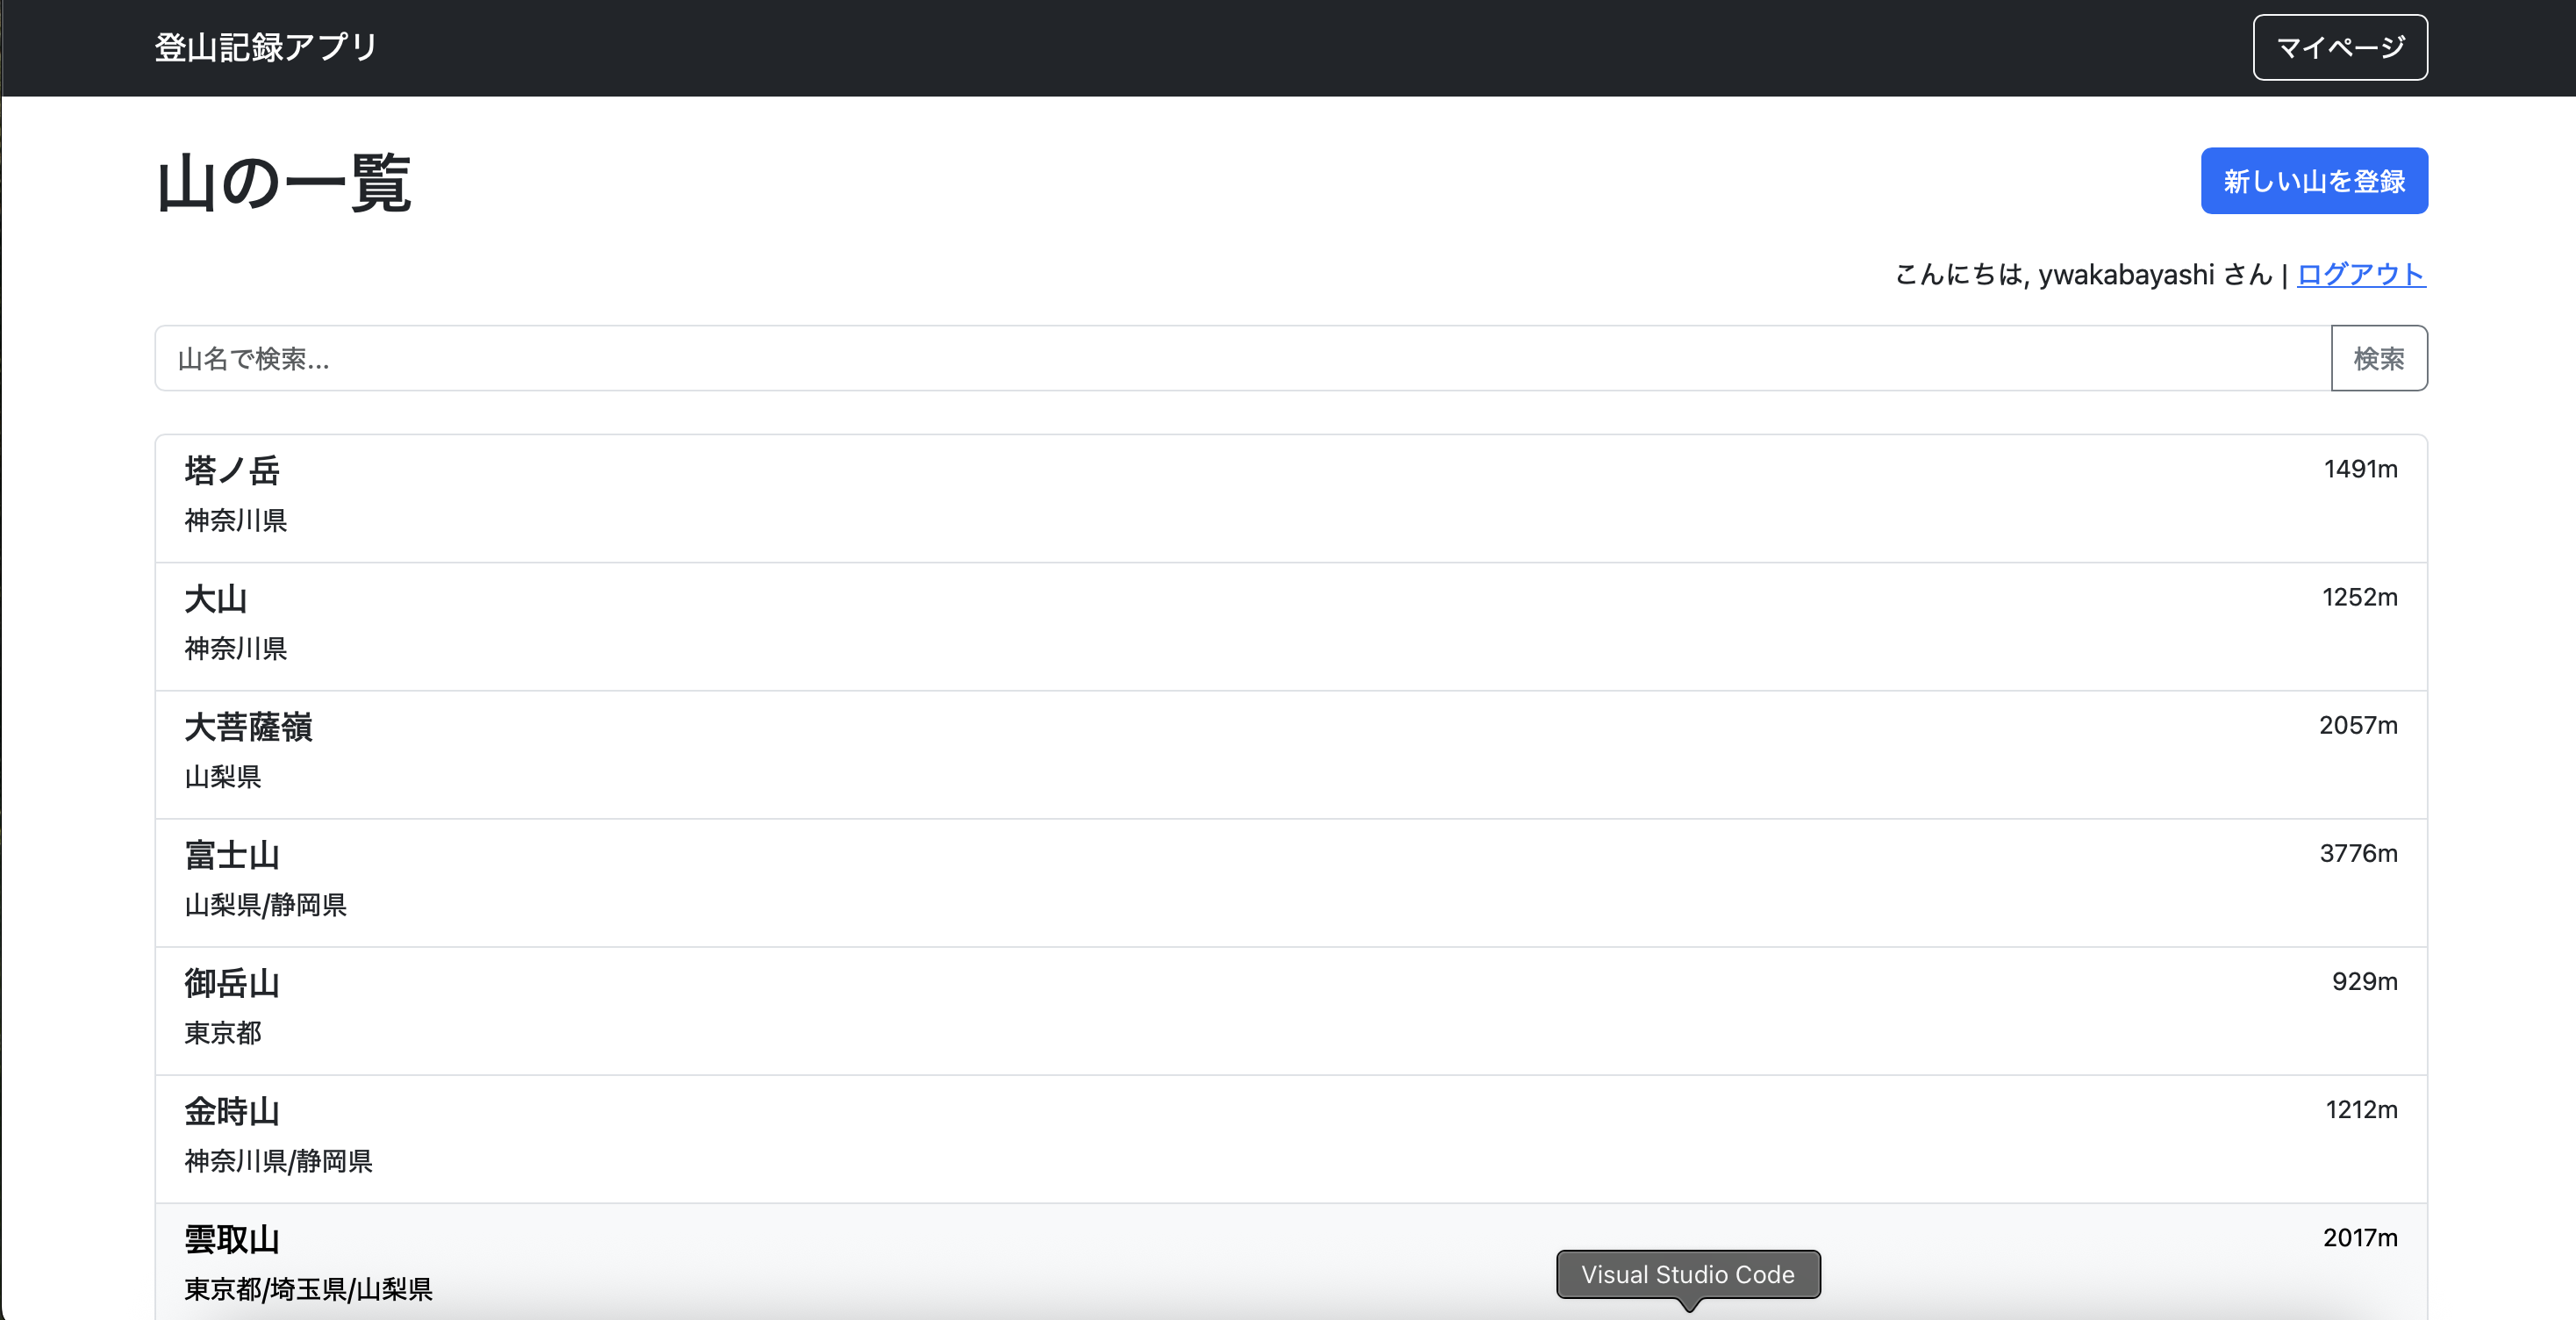 登山記録アプリ
マイページ
山の一覧
新しい山を登録
こんにちは, ywakabayashi さん | ログアウト
山名で検索...
検索
塔ノ岳
1491m
神奈川県
大山
1252m
神奈川県
大菩薩嶺
2057m
山梨県
富士山
3776m
山梨県/静岡県
御岳山
929m
東京都
金時山
1212m
神奈川県/静岡県
雲取山
2017m
東京都/埼玉県/山梨県
Visual Studio Code